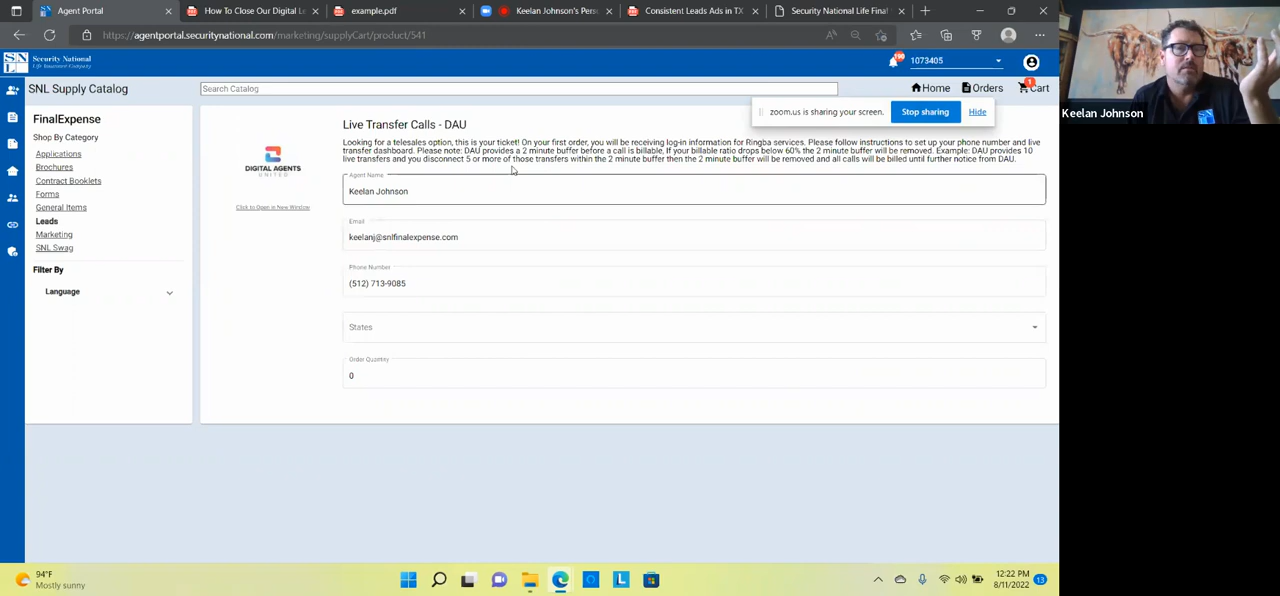 Agent Portal
How To Close Our Digital Le
example.pdf
Keelan Johnson's Perso
Consistent Leads Ads in TX
Security National Life Final E
https://agentportal.securitynational.com/marketing/supplyCart/product/541
SNL
Security National
Life Insurance Company
1073405
SNL Supply Catalog
Search Catalog
Home
Orders
1
Cart
zoom.us is sharing your screen.
Stop sharing
Hide
Keelan Johnson
FinalExpense
Shop By Category
Applications
Brochures
Contract Booklets
Forms
General Items
Leads
Marketing
SNL Swag
Filter By
Language
DIGITAL AGENTS
UNITED
Click to Open in New Window
Live Transfer Calls - DAU
Looking for a telesales option, this is your ticket! On your first order, you will be receiving log-in information for Ringba services. Please follow instructions to set up your phone number and live
transfer dashboard. Please note: DAU provides a 2 minute buffer before a call is billable, If your billable ratio drops below 60% the 2 minute buffer will be removed. Example: DAU provides 10
live transfers and you disconnect 5 or more of those transfers within the 2 minute buffer then the 2 minute buffer will be removed and all calls will be billed until further notice from DAU.
Agent Name
Keelan Johnson
Email
keelanj@snlfinalexpense.com
Phone Number
(512) 713-9085
States
Order Quantity
0
94°F
Mostly sunny
12:22 PM
8/11/2022
13